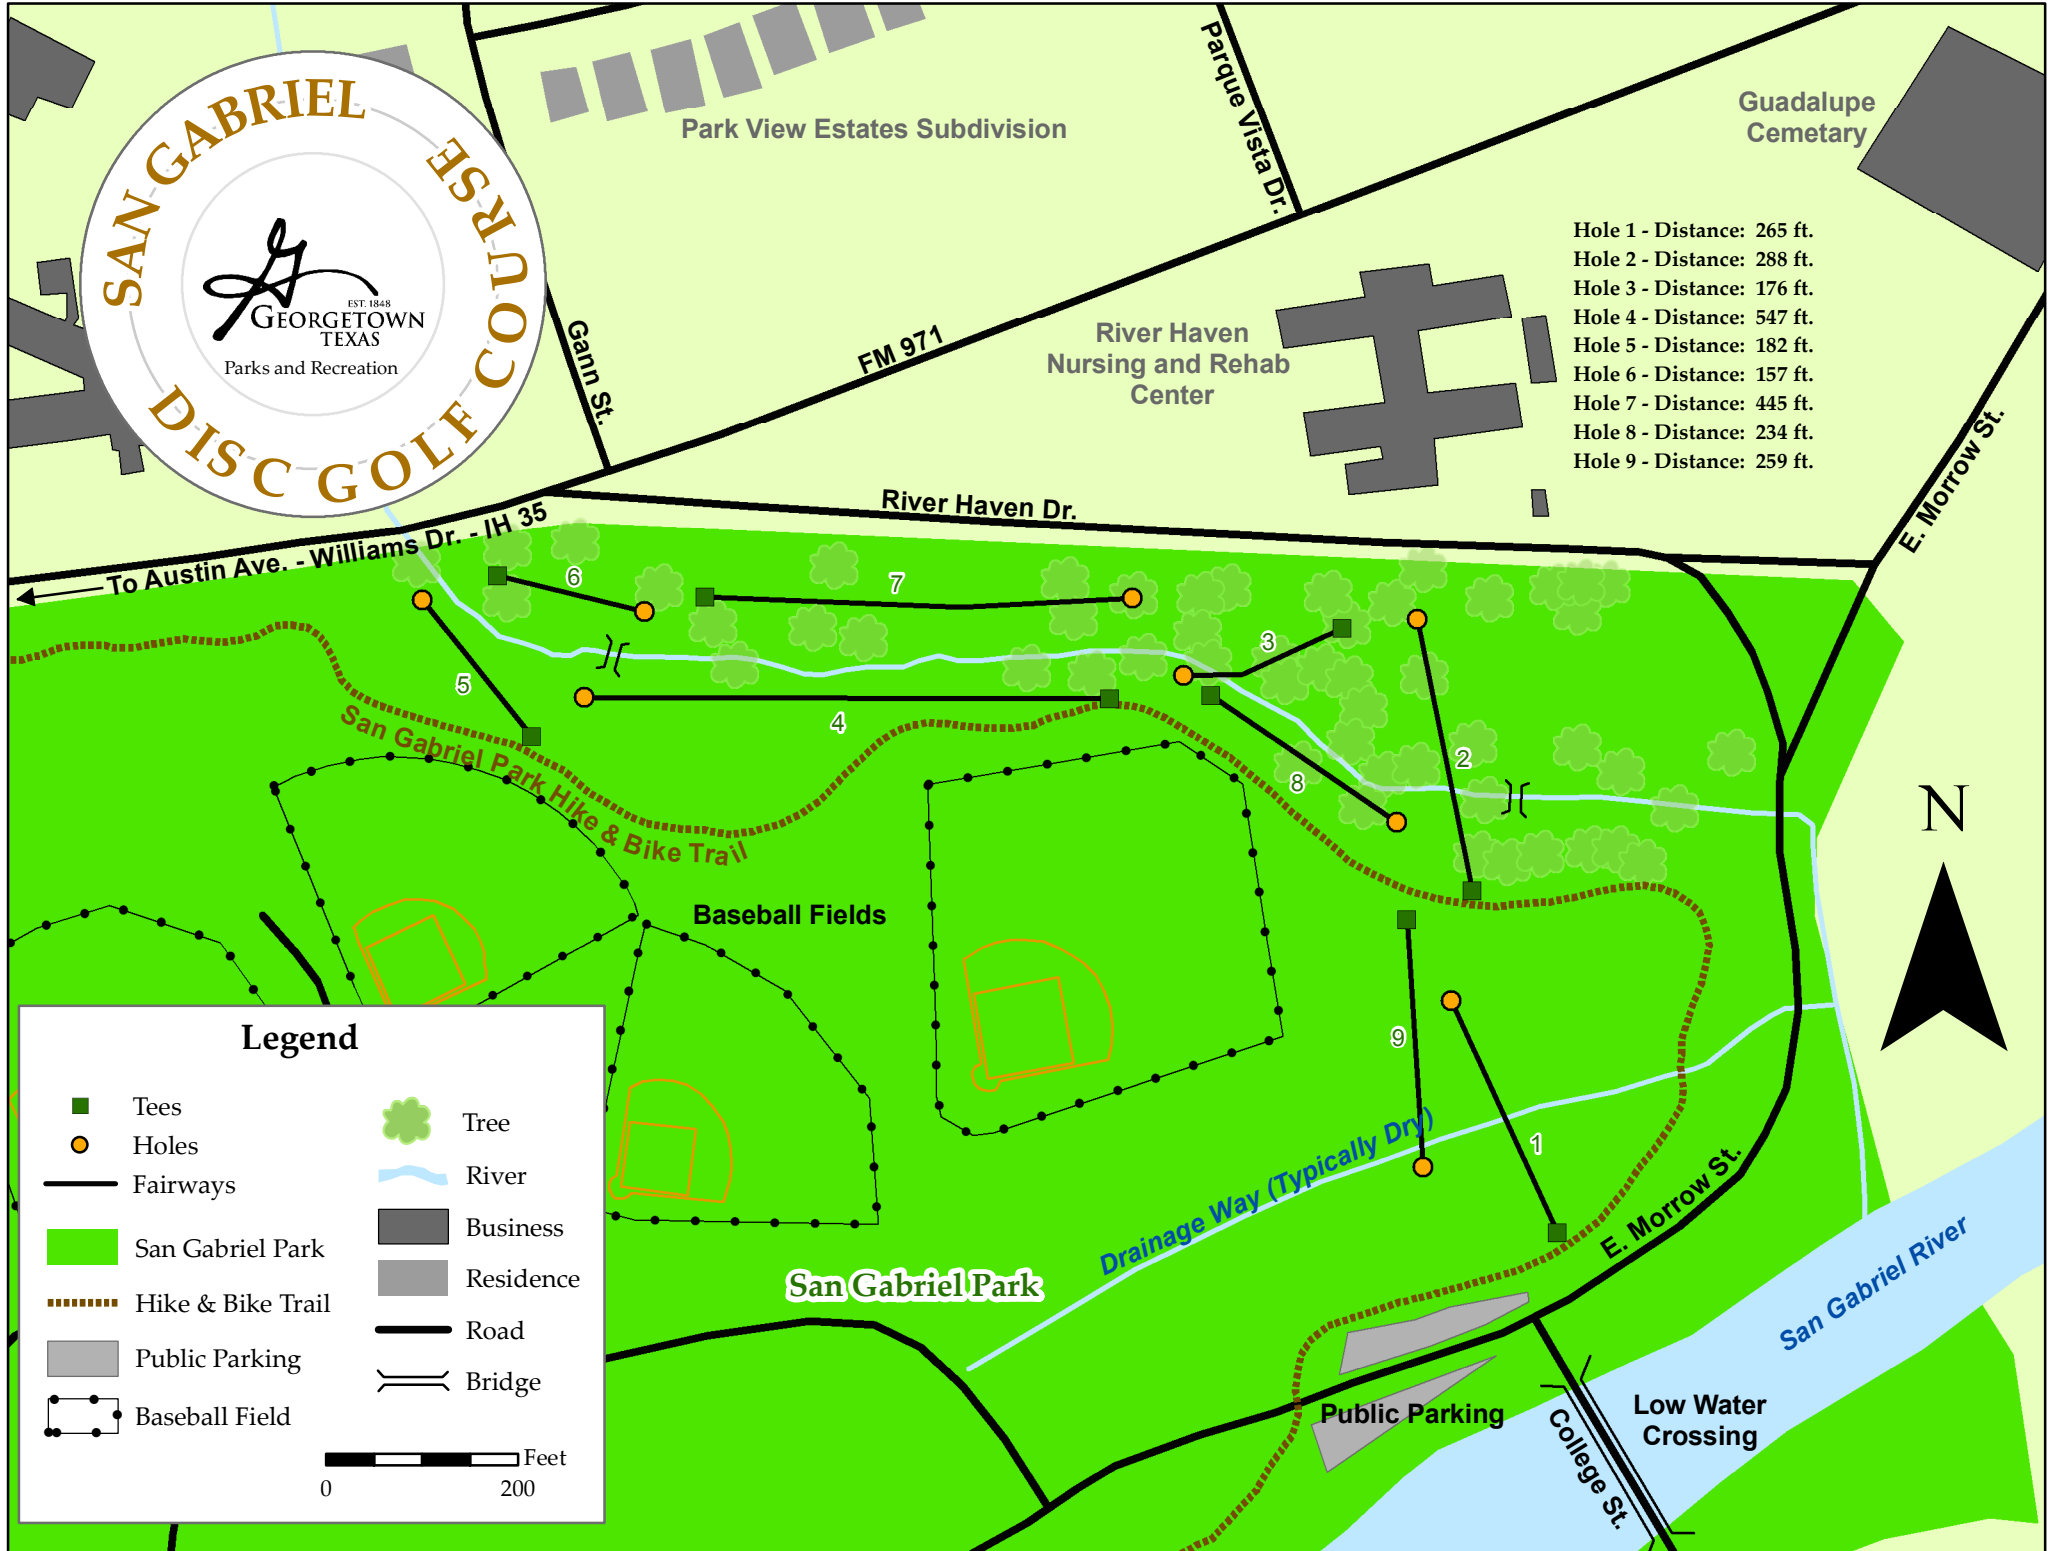 SAN GABRIEL
DISC GOLF COURSE
EST. 1848
GEORGETOWN
TEXAS
Parks and Recreation
Park View Estates Subdivision
Parque Vista Dr.
Guadalupe
Cemetary
Gann St.
FM 971
River Haven
Nursing and Rehab
Center
Hole 1 - Distance: 265 ft.
Hole 2 - Distance: 288 ft.
Hole 3 - Distance: 176 ft.
Hole 4 - Distance: 547 ft.
Hole 5 - Distance: 182 ft.
Hole 6 - Distance: 157 ft.
Hole 7 - Distance: 445 ft.
Hole 8 - Distance: 234 ft.
Hole 9 - Distance: 259 ft.
E. Morrow St.
River Haven Dr.
To Austin Ave. - Williams Dr. - IH 35
6
7
3
5
4
2
8
San Gabriel Park Hike & Bike Trail
N
Baseball Fields
9
1
Drainage Way (Typically Dry)
E. Morrow St.
San Gabriel Park
San Gabriel River
Public Parking
Low Water
Crossing
College St.
Legend
Tees
Holes
Fairways
San Gabriel Park
Hike & Bike Trail
Public Parking
Baseball Field
Tree
River
Business
Residence
Road
Bridge
Feet
0 200